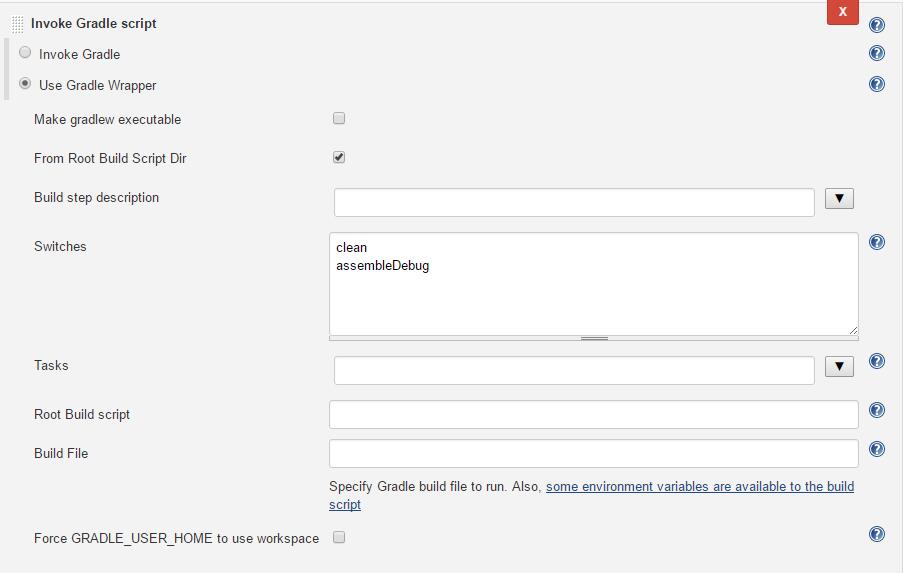 Invoke Gradle script
X
Invoke Gradle
Use Gradle Wrapper
Make gradlew executable
From Root Build Script Dir
Build step description
Switches
clean
assembleDebug
Tasks
Root Build script
Build File
Specify Gradle build file to run. Also, some environment variables are available to the build
script
Force GRADLE_USER_HOME to use workspace